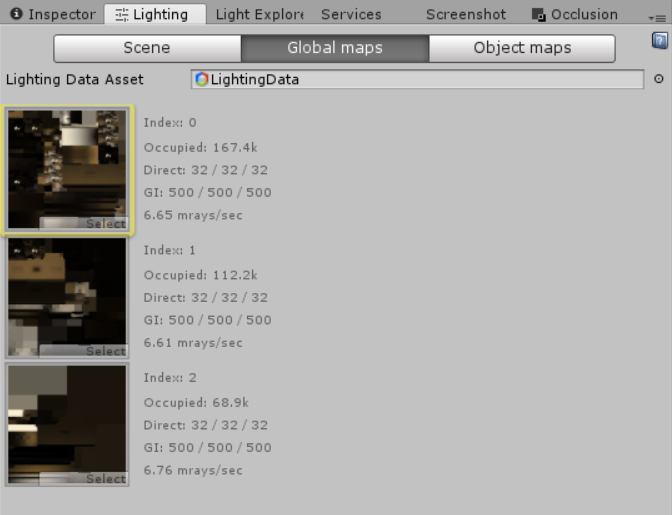 Inspector Lighting Light Explore Services Screenshot Occlusion
Scene Global maps Object maps
Lighting Data Asset LightingData
Index: 0
Occupied: 167.4k
Direct: 32 / 32 / 32
GI: 500 / 500 / 500
6.65 mrays/sec
Select
Index: 1
Occupied: 112.2k
Direct: 32 / 32 / 32
GI: 500 / 500 / 500
6.61 mrays/sec
Select
Index: 2
Occupied: 68.9k
Direct: 32 / 32 / 32
GI: 500 / 500 / 500
6.76 mrays/sec
Select